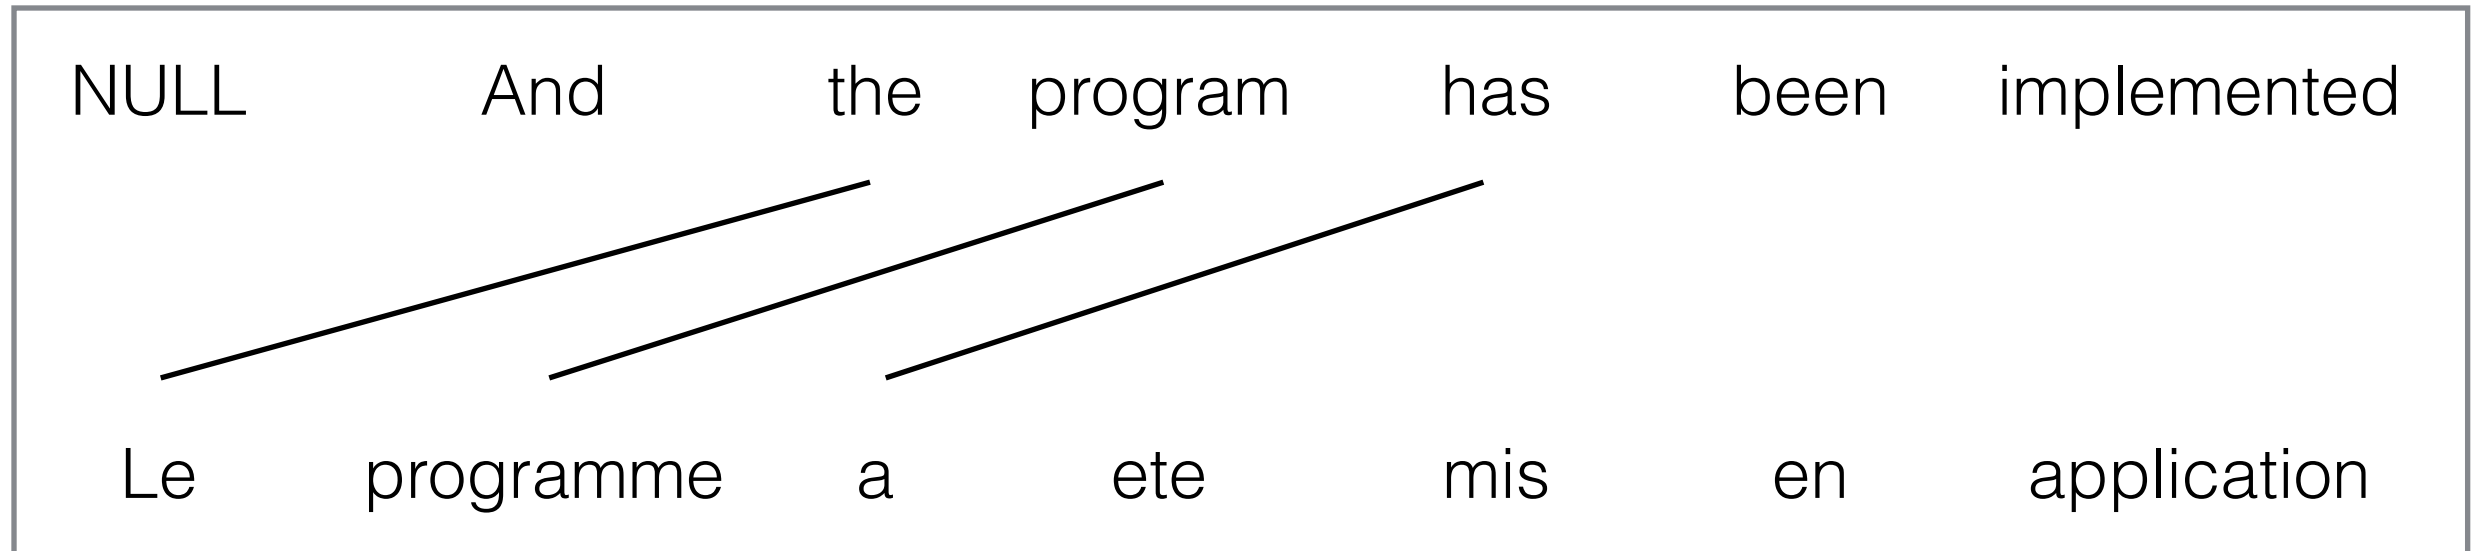 NULL And the program has been implemented
Le programme a ete mis en application